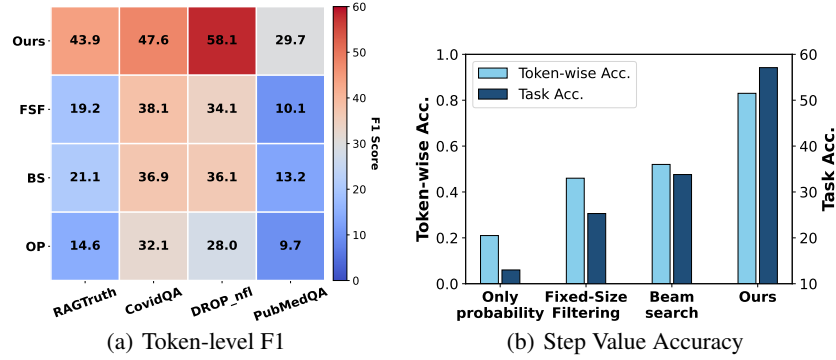 Ours
FSF
BS
OP
43.9 47.6 58.1 29.7
19.2 38.1 34.1 10.1
21.1 36.9 36.1 13.2
14.6 32.1 28.0 9.7
RAGTruth CovidQA DROP_nfl PubMedQA
60
50
40
30
20
10
0
F1 Score
(a) Token-level F1
Token-wise Acc.
1.0
0.8
0.6
0.4
0.2
0.0
Token-wise Acc.
Task Acc.
60
50
40
30
20
10
Task Acc.
Only
probability
Fixed-Size
Filtering
Beam
search
Ours
(b) Step Value Accuracy